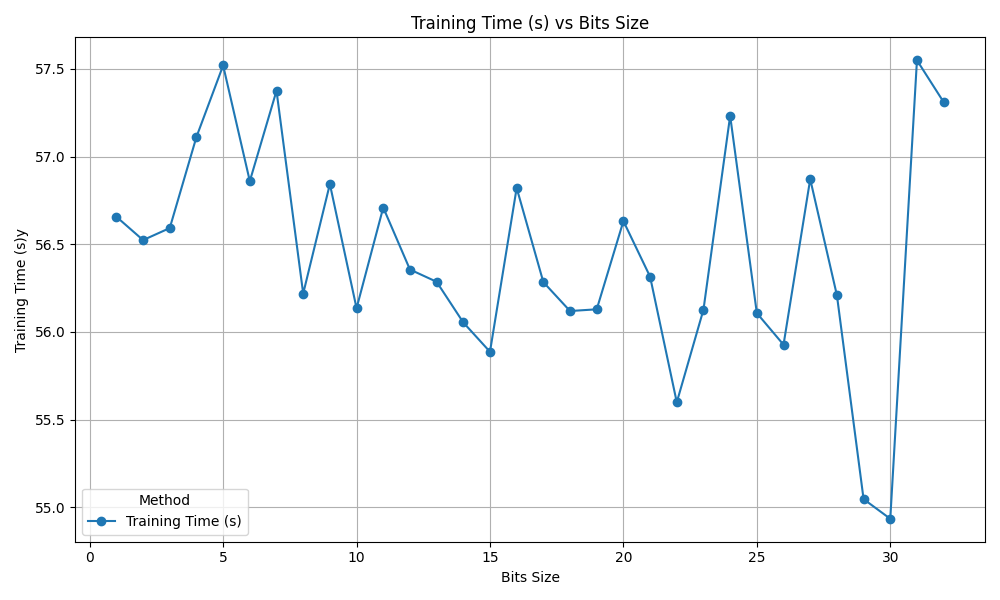 Training Time (s) vs Bits Size
57.5
57.0
56.5
56.0
55.5
55.0
Training Time (s)y
Method
Training Time (s)
0 5 10 15 20 25 30
Bits Size